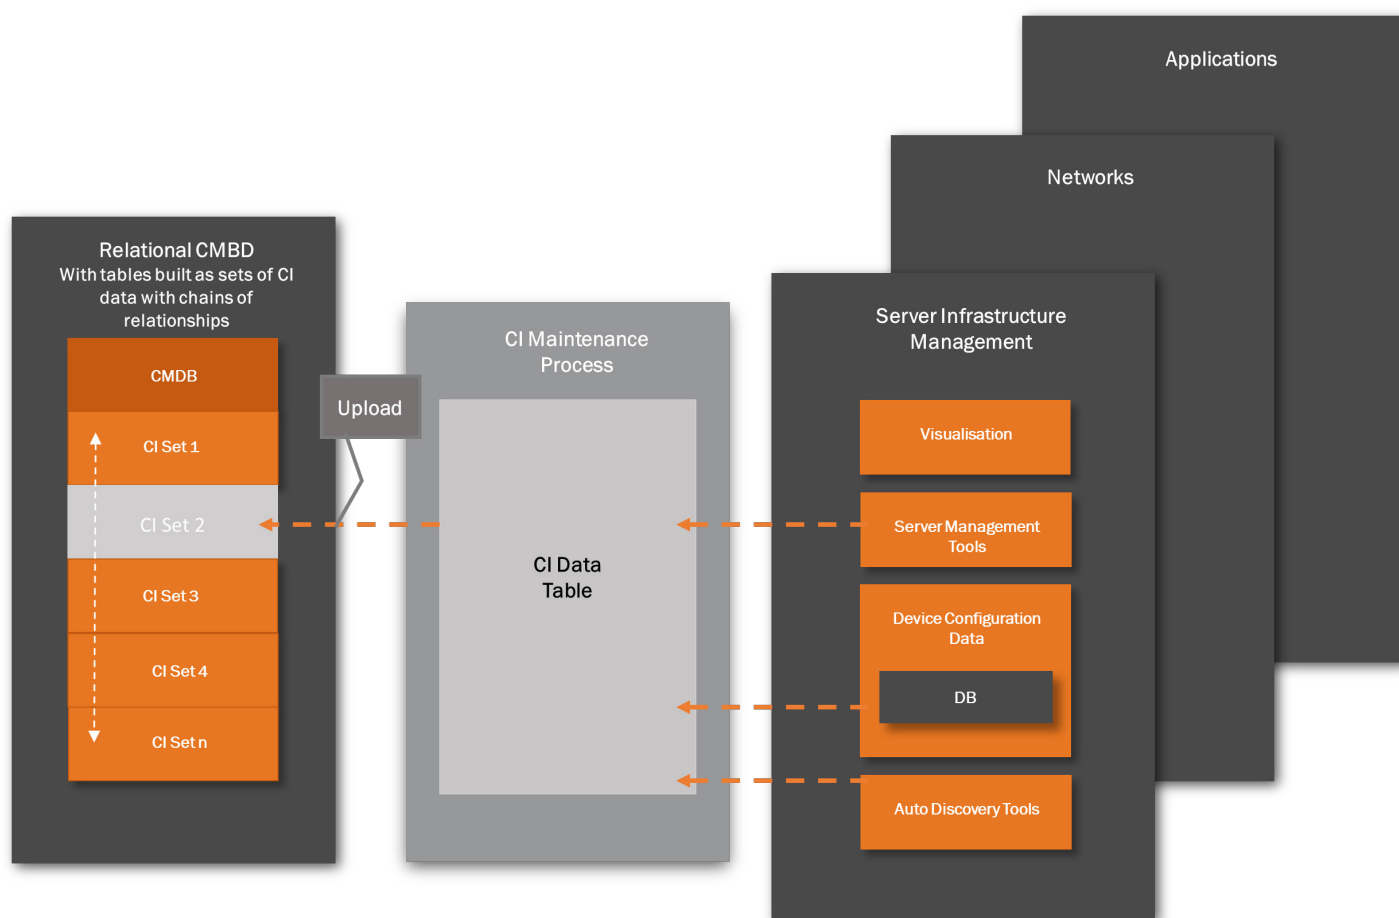 Applications
Networks
Relational CMBD
With tables built as sets of CI
data with chains of
relationships
CMDB
CI Set 1
CI Set 2
CI Set 3
CI Set 4
CI Set n
Upload
CI Maintenance
Process
CI Data
Table
Server Infrastructure
Management
Visualisation
Server Management
Tools
Device Configuration
Data
DB
Auto Discovery Tools